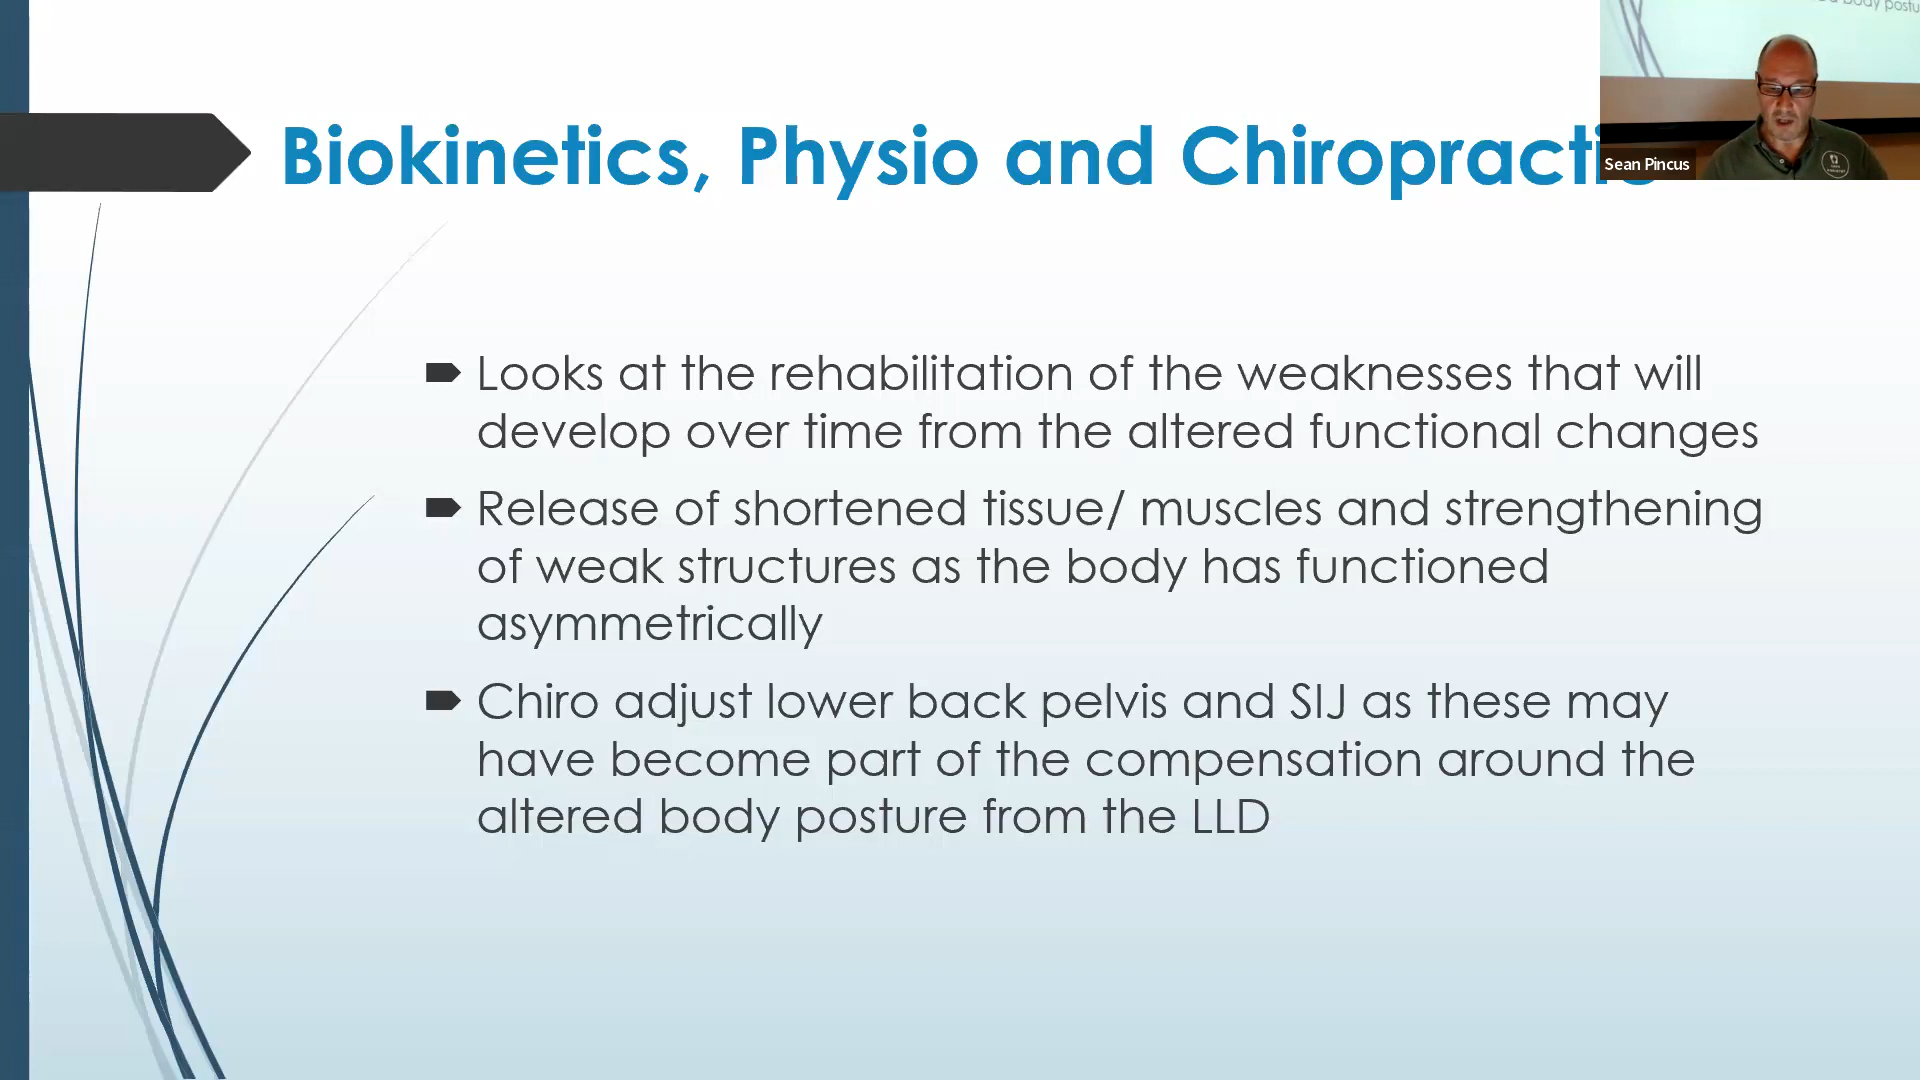 Biokinetics, Physio and Chiropractic
Sean Pincus
Looks at the rehabilitation of the weaknesses that will
develop over time from the altered functional changes
Release of shortened tissue/ muscles and strengthening
of weak structures as the body has functioned
asymmetrically
Chiro adjust lower back pelvis and SIJ as these may
have become part of the compensation around the
altered body posture from the LLD